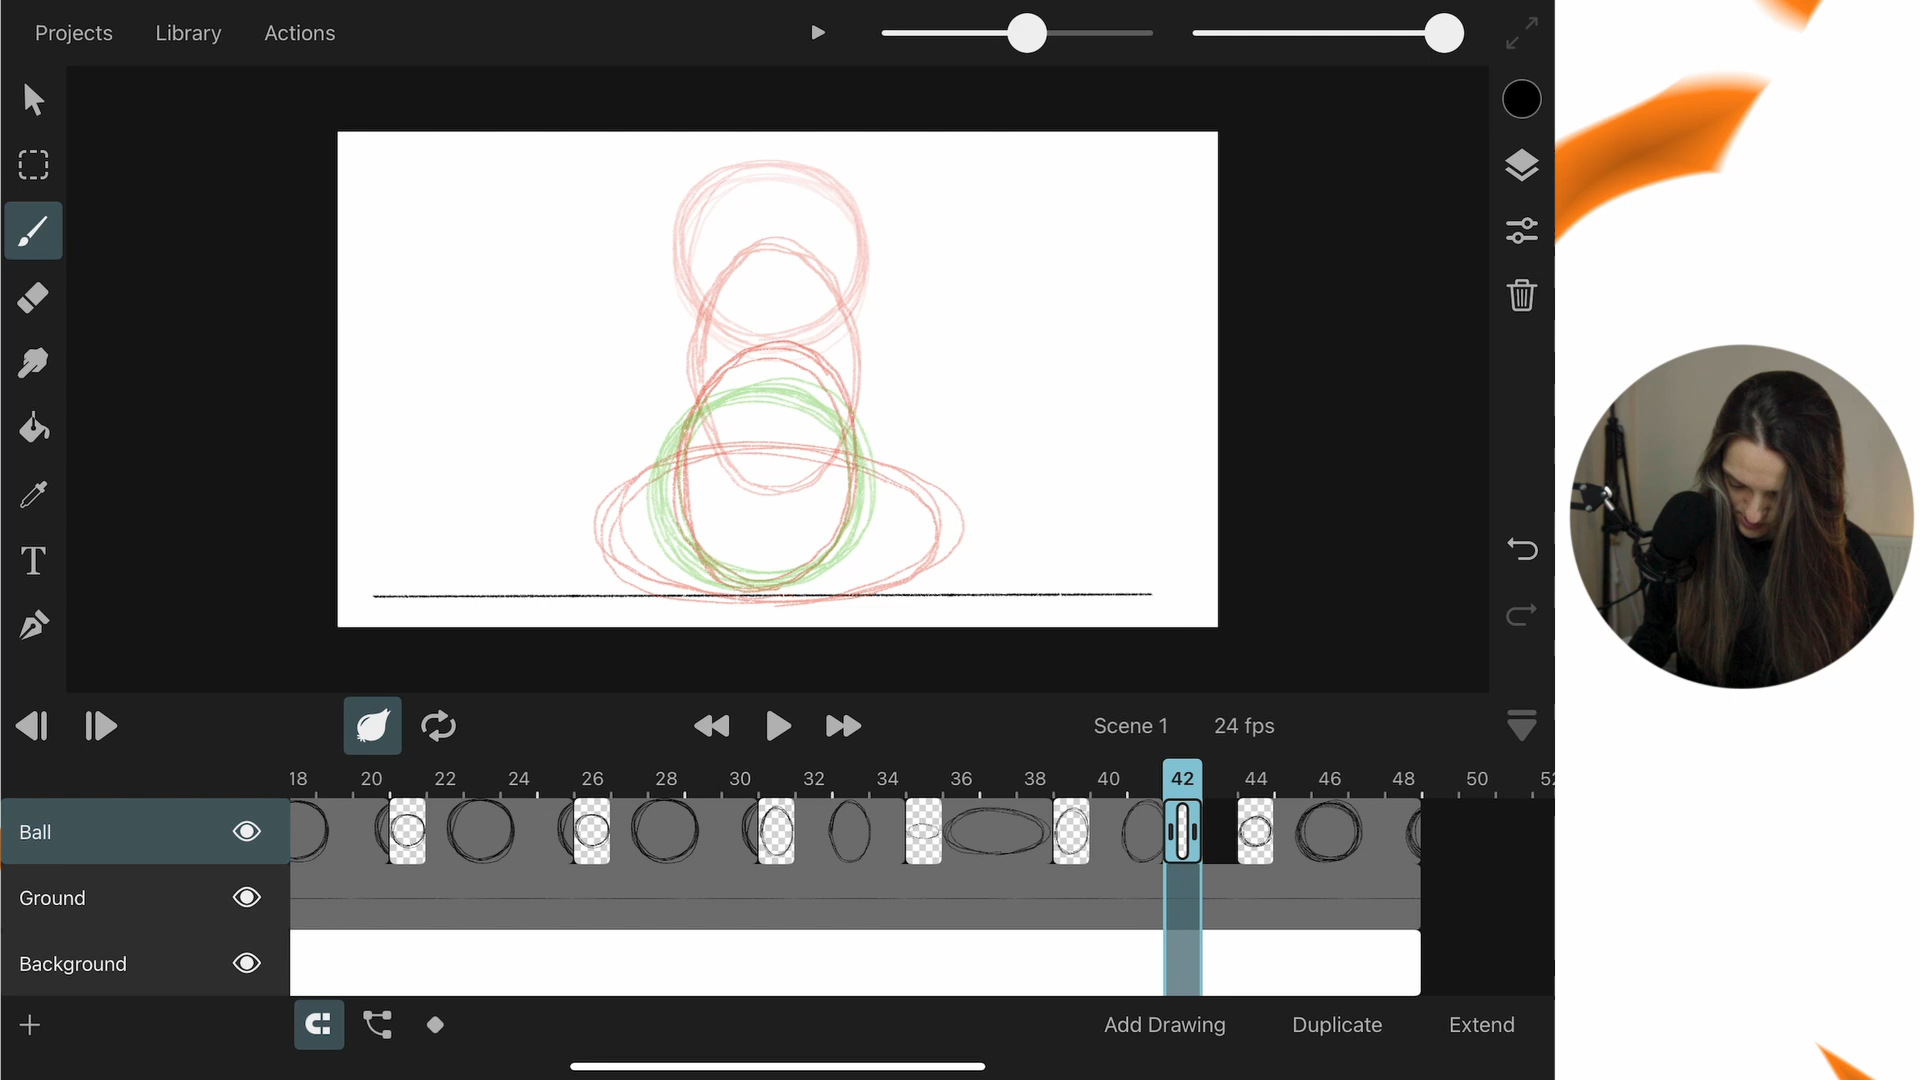 Projects Library Actions
T
Scene 1 24 fps
18 20 22 24 26 28 30 32 34 36 38 40 42 44 46 48 50 52
Ball
Ground
Background
Add Drawing Duplicate Extend